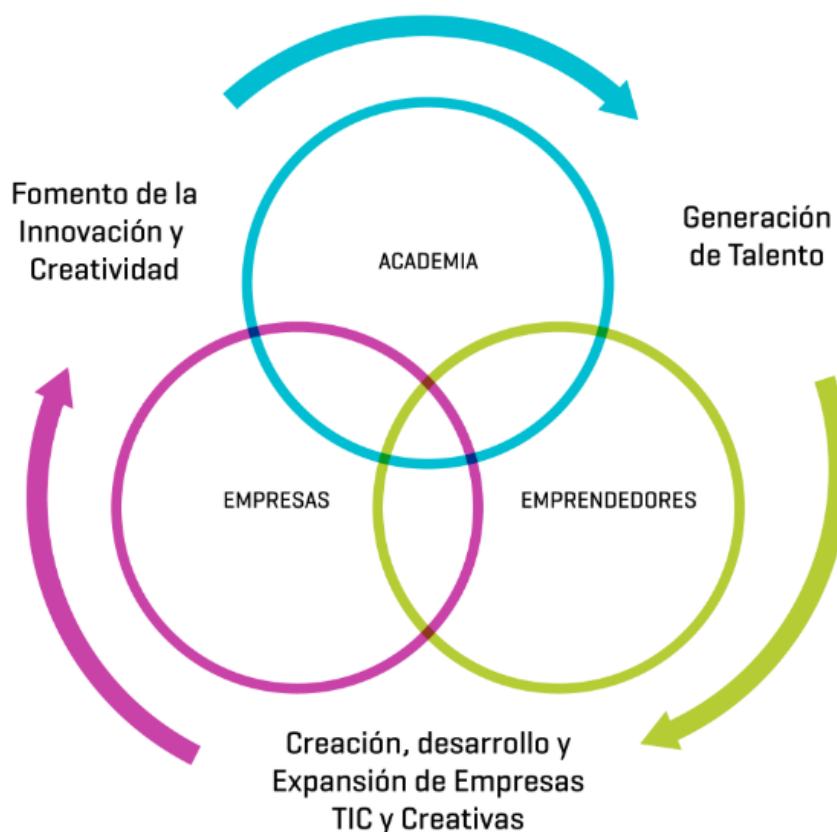 Fomento de la
Innovación y
Creatividad
Generación
de Talento
ACADEMIA
EMPRESAS
EMPRENDEDORES
Creación, desarrollo y
Expansión de Empresas
TIC y Creativas